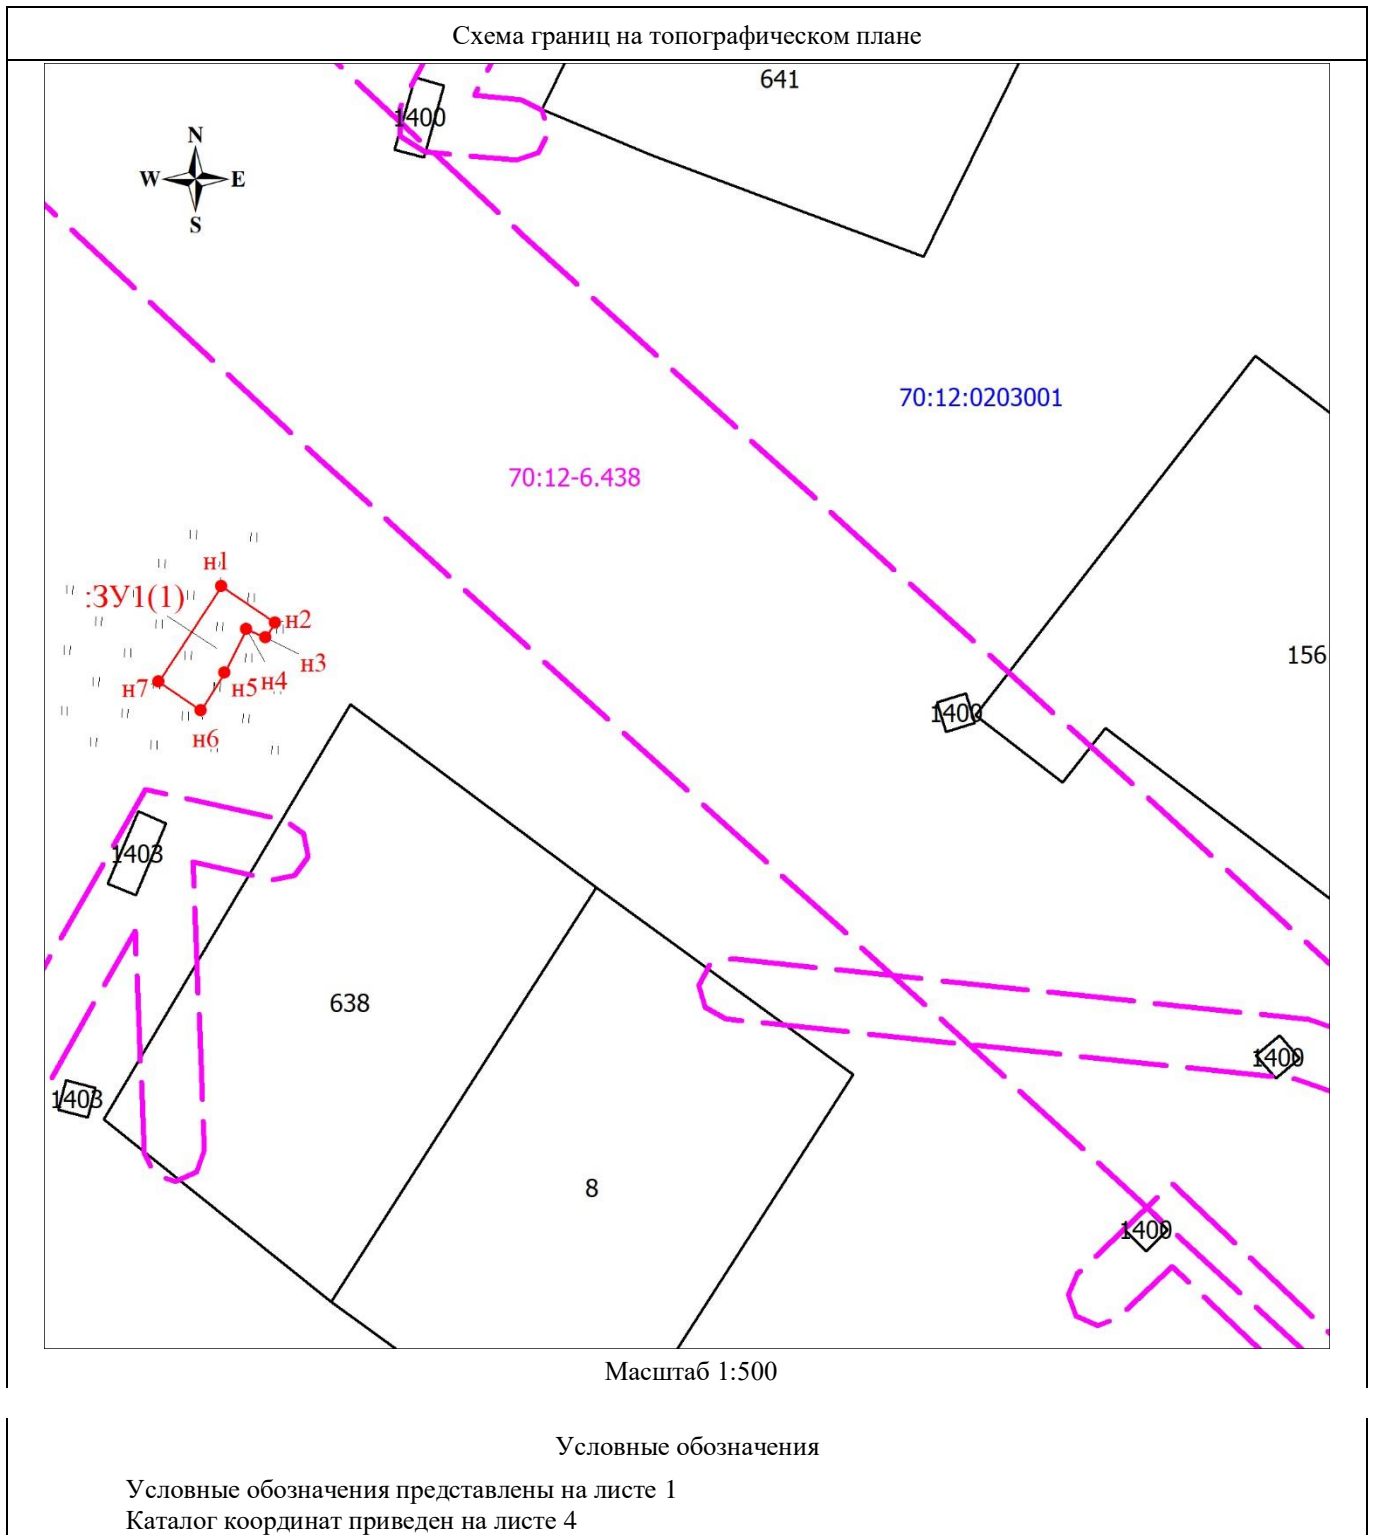 Схема границ на топографическом плане
641
1400
N
W E
S
70:12:0203001
70:12-6.438
н1
:ЗУ1(1)
н2
н3
156
н5
н4
н7
1400
н6
1403
638
1400
1403
8
1400
Масштаб 1:500
Условные обозначения
Условные обозначения представлены на листе 1
Каталог координат приведен на листе 4